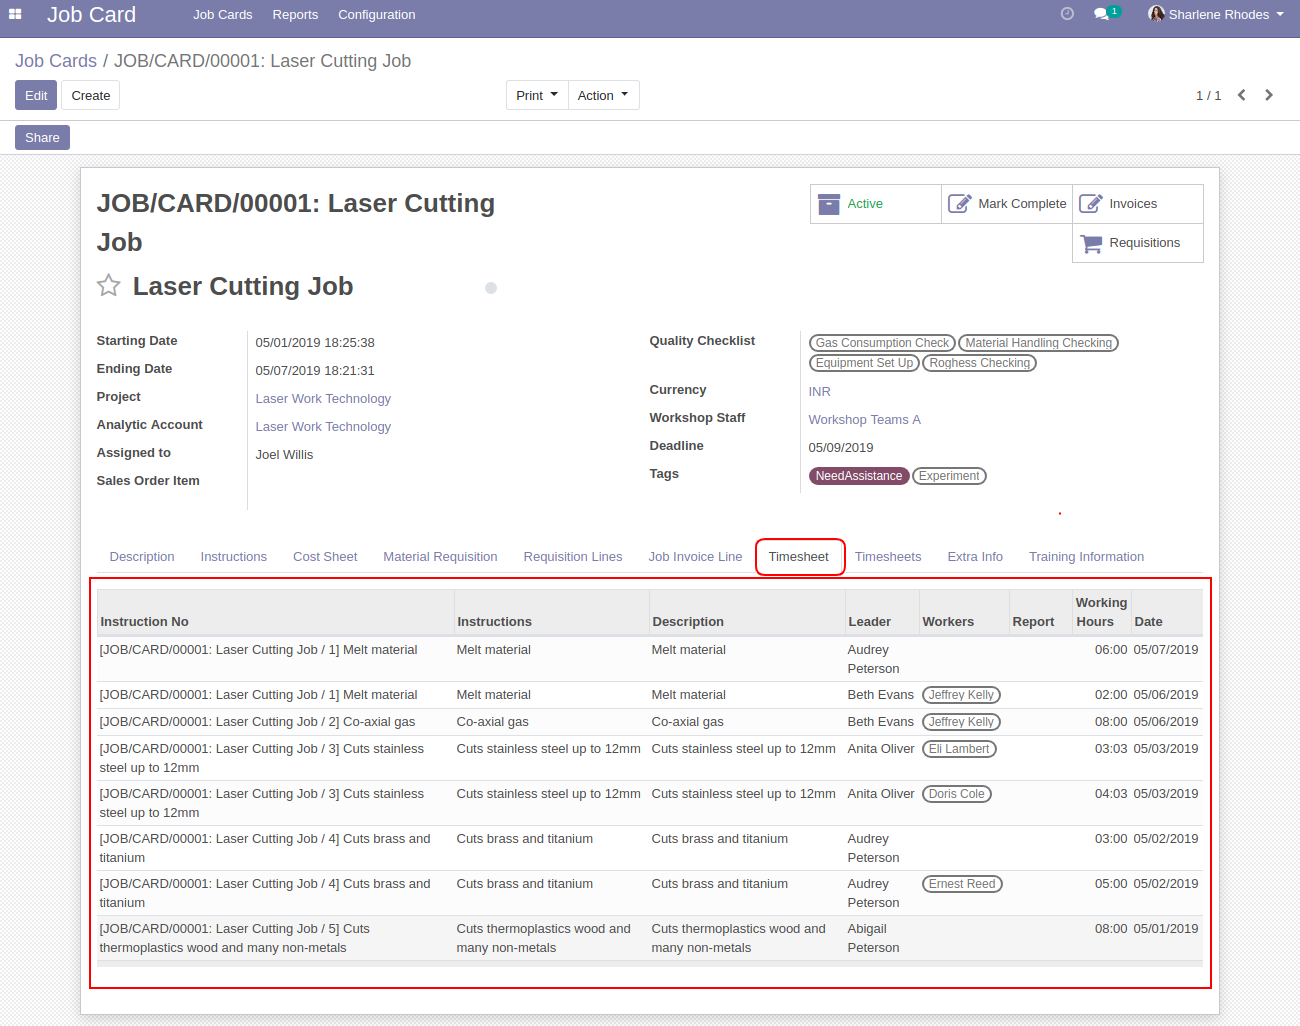 Job Card Job Cards Reports Configuration 1 Sharlene Rhodes
Job Cards / JOB/CARD/00001: Laser Cutting Job
Edit Create Print Action 1 / 1
Share
JOB/CARD/00001: Laser Cutting
Job
Active Mark Complete Invoices
Requisitions
Laser Cutting Job
Starting Date 05/01/2019 18:25:38
Ending Date 05/07/2019 18:21:31
Project Laser Work Technology
Analytic Account Laser Work Technology
Assigned to Joel Willis
Sales Order Item
Quality Checklist Gas Consumption Check Material Handling Checking
Equipment Set Up Roghess Checking
Currency INR
Workshop Staff Workshop Teams A
Deadline 05/09/2019
Tags NeedAssistance Experiment
Description Instructions Cost Sheet Material Requisition Requisition Lines Job Invoice Line Timesheet Timesheets Extra Info Training Information
Working
Instruction No Instructions Description Leader Workers Report Hours Date
[JOB/CARD/00001: Laser Cutting Job / 1] Melt material Melt material Melt material Audrey 06:00 05/07/2019
Peterson
[JOB/CARD/00001: Laser Cutting Job / 1] Melt material Melt material Melt material Beth Evans Jeffrey Kelly 02:00 05/06/2019
[JOB/CARD/00001: Laser Cutting Job / 2] Co-axial gas Co-axial gas Co-axial gas Beth Evans Jeffrey Kelly 08:00 05/06/2019
[JOB/CARD/00001: Laser Cutting Job / 3] Cuts stainless Cuts stainless steel up to 12mm Cuts stainless steel up to 12mm Anita Oliver Eli Lambert 03:03 05/03/2019
steel up to 12mm
[JOB/CARD/00001: Laser Cutting Job / 3] Cuts stainless Cuts stainless steel up to 12mm Cuts stainless steel up to 12mm Anita Oliver Doris Cole 04:03 05/03/2019
steel up to 12mm
[JOB/CARD/00001: Laser Cutting Job / 4] Cuts brass and Cuts brass and titanium Cuts brass and titanium Audrey 03:00 05/02/2019
titanium Peterson
[JOB/CARD/00001: Laser Cutting Job / 4] Cuts brass and Cuts brass and titanium Cuts brass and titanium Audrey Ernest Reed 05:00 05/02/2019
titanium Peterson
[JOB/CARD/00001: Laser Cutting Job / 5] Cuts Cuts thermoplastics wood and Cuts thermoplastics wood and Abigail 08:00 05/01/2019
thermoplastics wood and many non-metals many non-metals many non-metals Peterson